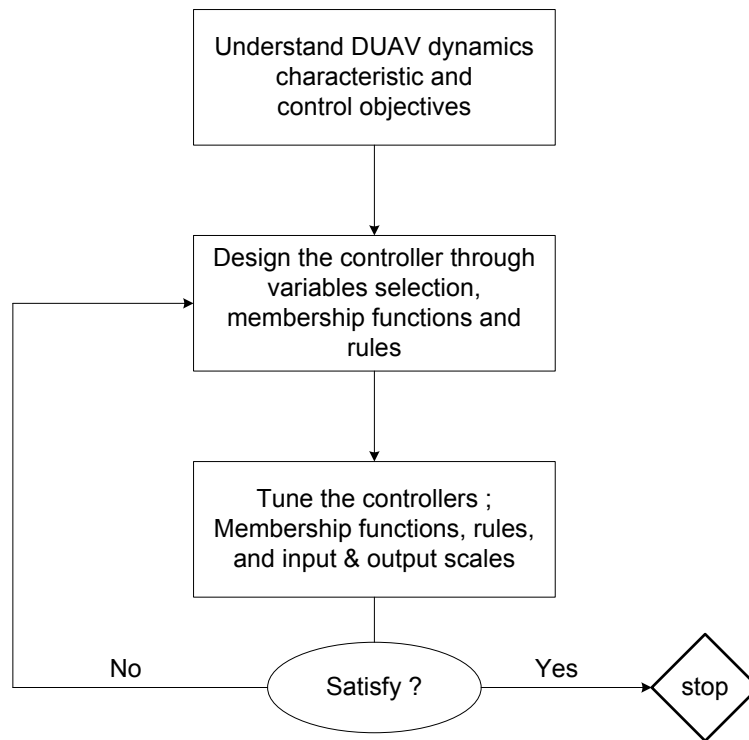 Understand DUAV dynamics
characteristic and
control objectives
Design the controller through
variables selection,
membership functions and
rules
Tune the controllers ;
Membership functions, rules,
and input & output scales
No
Satisfy ?
Yes
stop